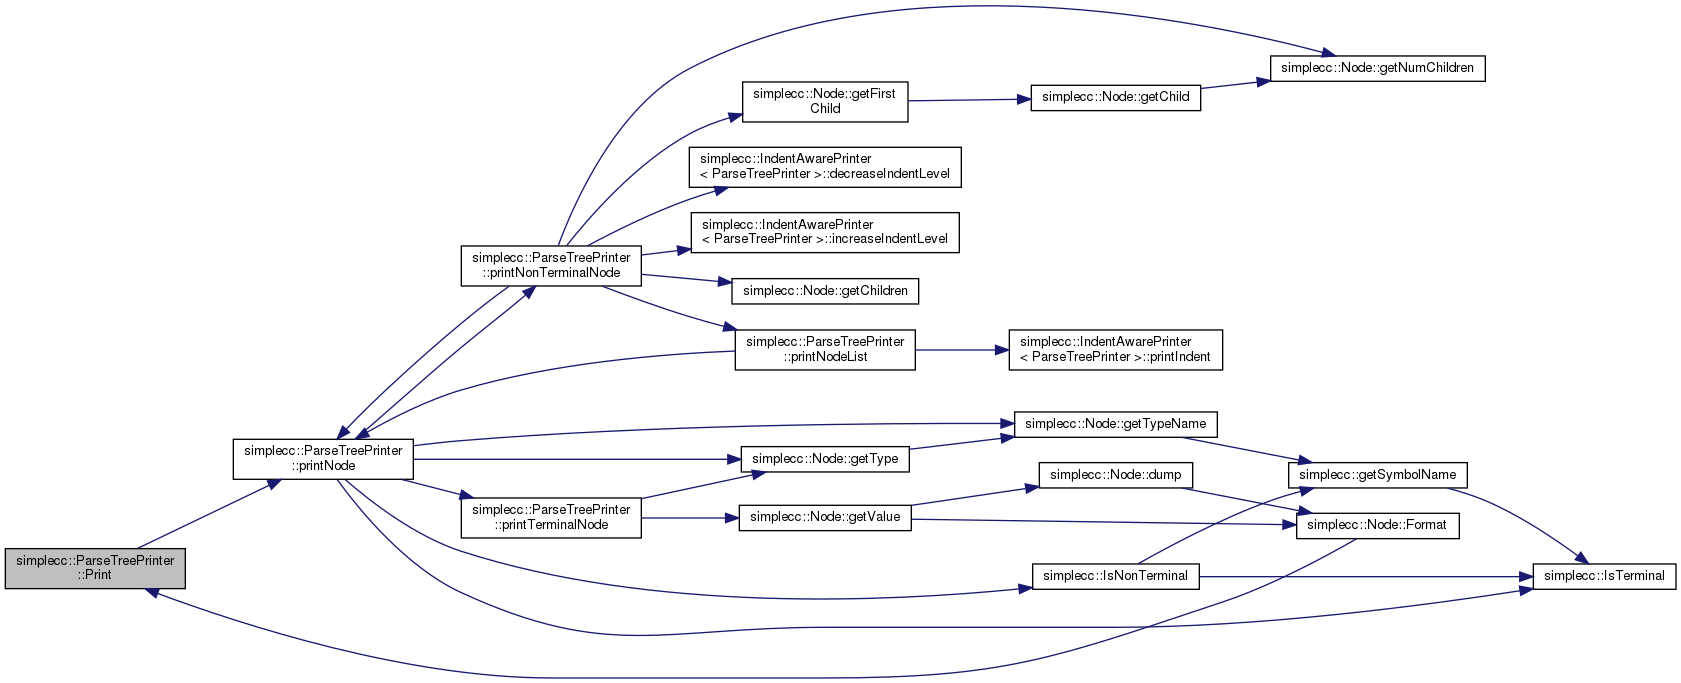 simplecc::Node::getNumChildren
simplecc::Node::getFirst
Child
simplecc::Node::getChild
simplecc::IndentAwarePrinter
< ParseTreePrinter >::decreaseIndentLevel
simplecc::IndentAwarePrinter
< ParseTreePrinter >::increaseIndentLevel
simplecc::ParseTreePrinter
::printNonTerminalNode
simplecc::Node::getChildren
simplecc::ParseTreePrinter
::printNodeList
simplecc::IndentAwarePrinter
< ParseTreePrinter >::printIndent
simplecc::Node::getTypeName
simplecc::ParseTreePrinter
::printNode
simplecc::Node::getType
simplecc::Node::dump
simplecc::getSymbolName
simplecc::ParseTreePrinter
::printTerminalNode
simplecc::Node::getValue
simplecc::Node::Format
simplecc::ParseTreePrinter
::Print
simplecc::IsNonTerminal
simplecc::IsTerminal